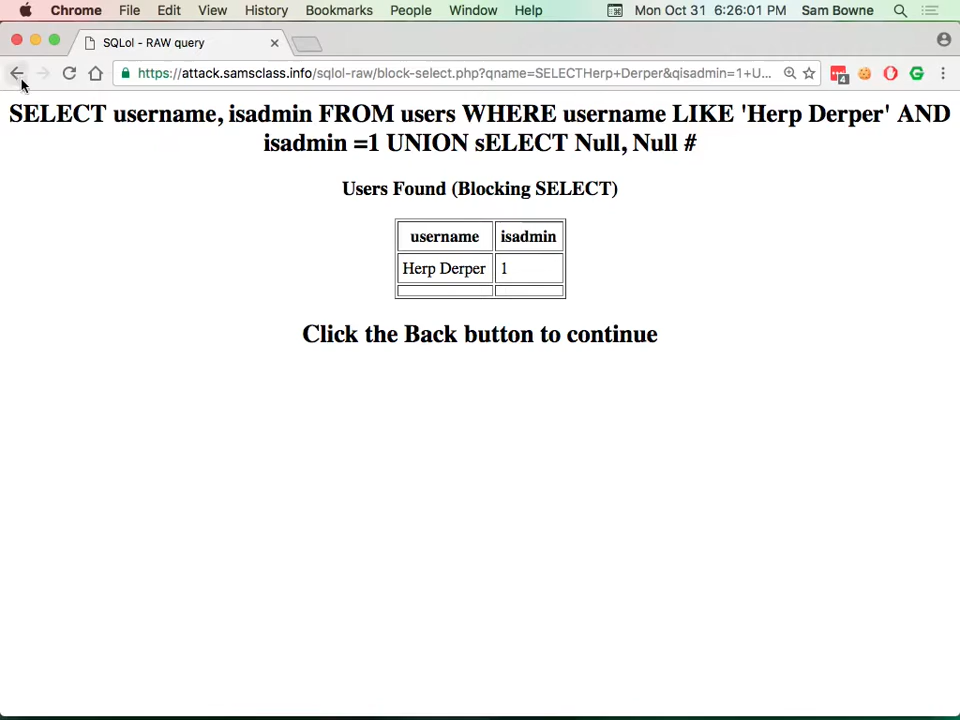 Chrome File Edit View History Bookmarks People Window Help Mon Oct 31 6:26:01 PM Sam Bowne
SQLol - RAW query
https://attack.samsclass.info/sqlol-raw/block-select.php?qname=SELECTHerp+Derper&qisadmin=1+U...
4
SELECT username, isadmin FROM users WHERE username LIKE 'Herp Derper' AND
isadmin =1 UNION sELECT Null, Null #
Users Found (Blocking SELECT)
username isadmin
Herp Derper 1
Click the Back button to continue